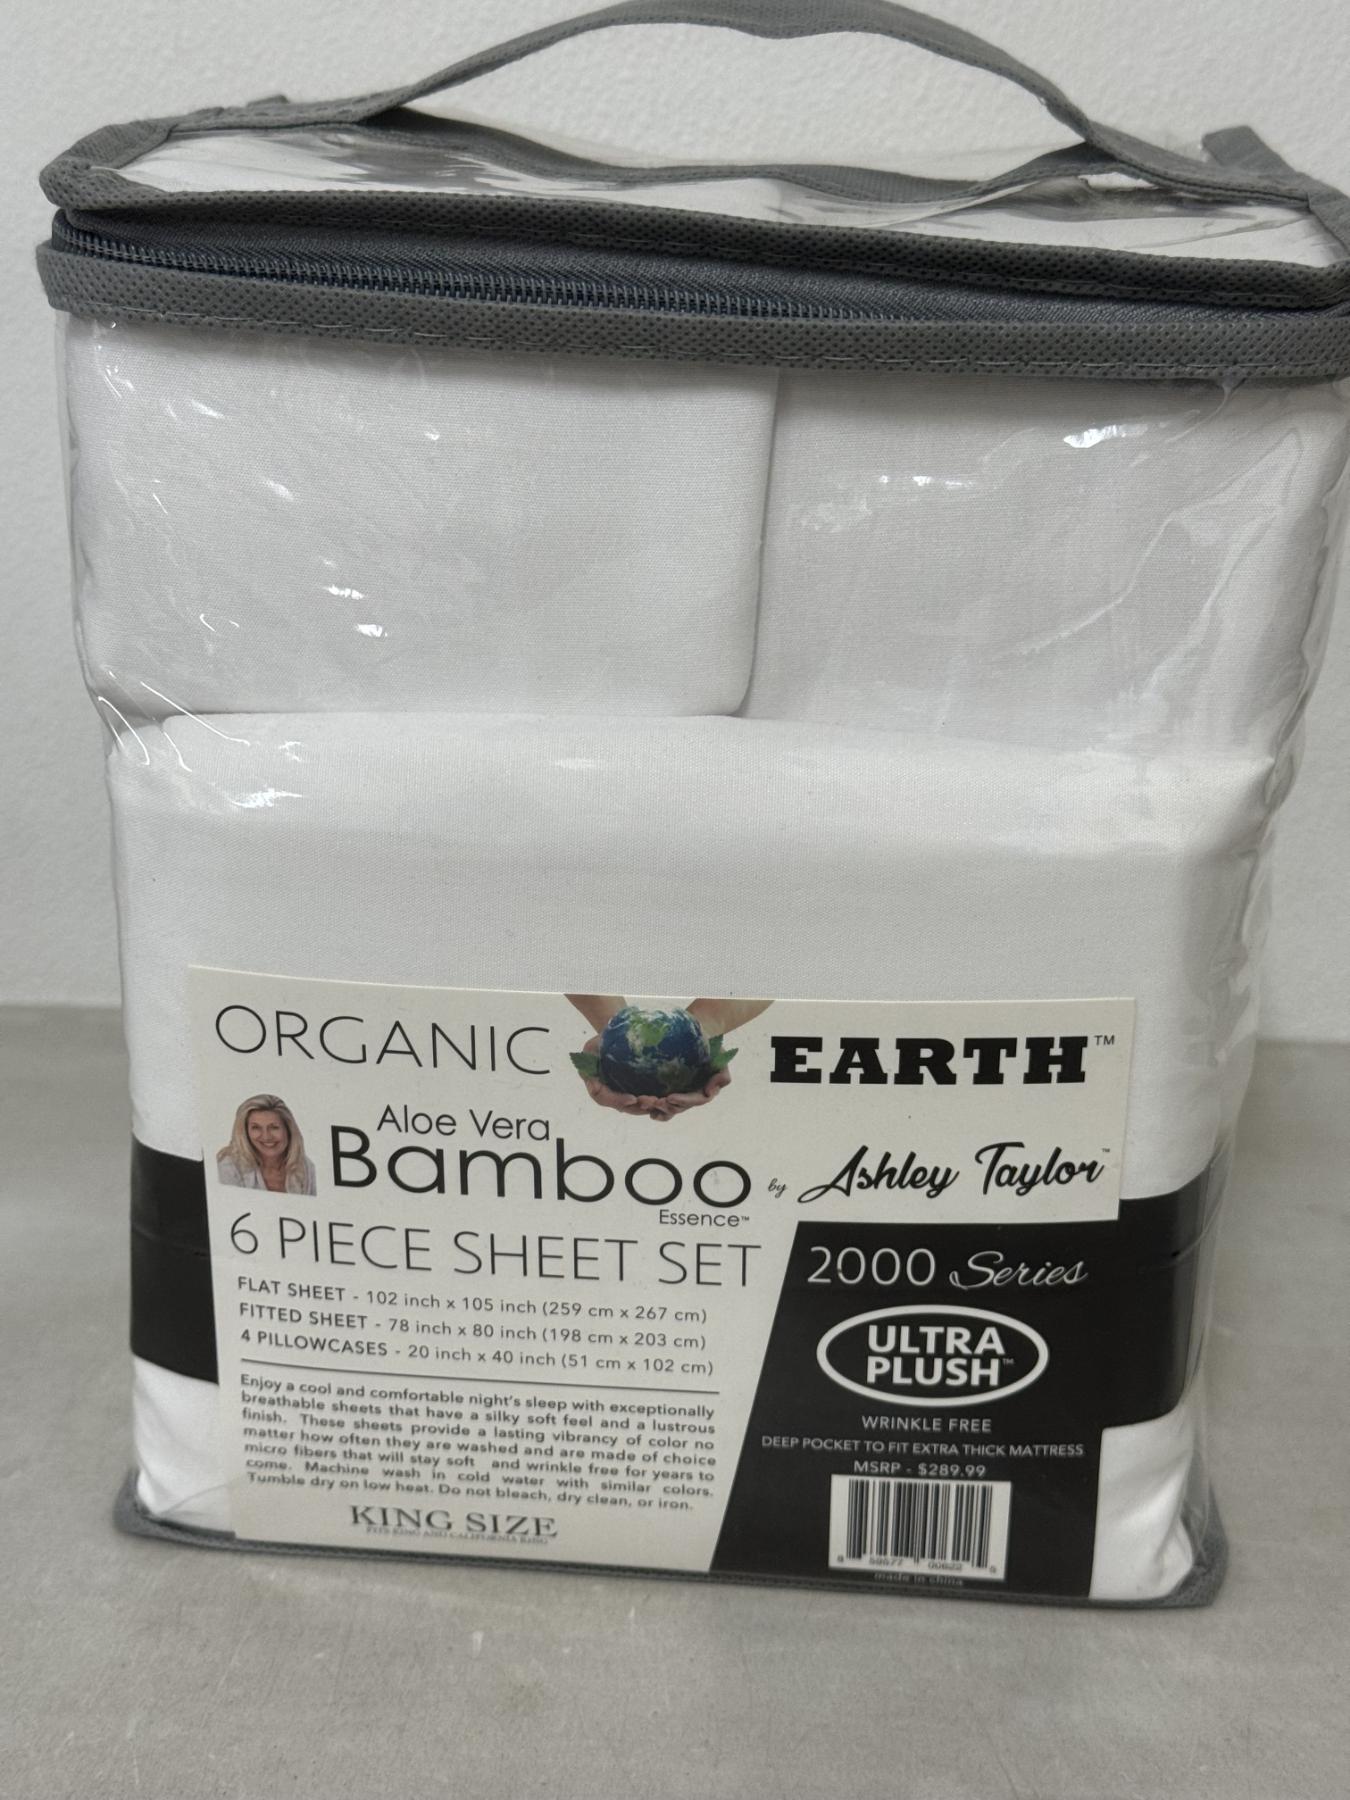 ORGANIC EARTH™
Aloe Vera
Bamboo by Ashley Taylor™
Essence™
6 PIECE SHEET SET
FLAT SHEET - 102 inch x 105 inch (259 cm x 267 cm)
FITTED SHEET - 78 inch x 80 inch (198 cm x 203 cm)
4 PILLOWCASES - 20 inch x 40 inch (51 cm x 102 cm)
Enjoy a cool and comfortable night's sleep with exceptionally
breathable sheets that have a silky soft feel and a lustrous
finish. These sheets provide a lasting vibrancy of color no
matter how often they are washed and are made of choice
micro fibers that will stay soft and wrinkle free for years to
come. Machine wash in cold water with similar colors.
Tumble dry on low heat. Do not bleach, dry clean, or iron.
KING SIZE
FITS KING AND CALIFORNIA KING
2000 Series
ULTRA
PLUSH™
WRINKLE FREE
DEEP POCKET TO FIT EXTRA THICK MATTRESS
MSRP - $289.99
made in china